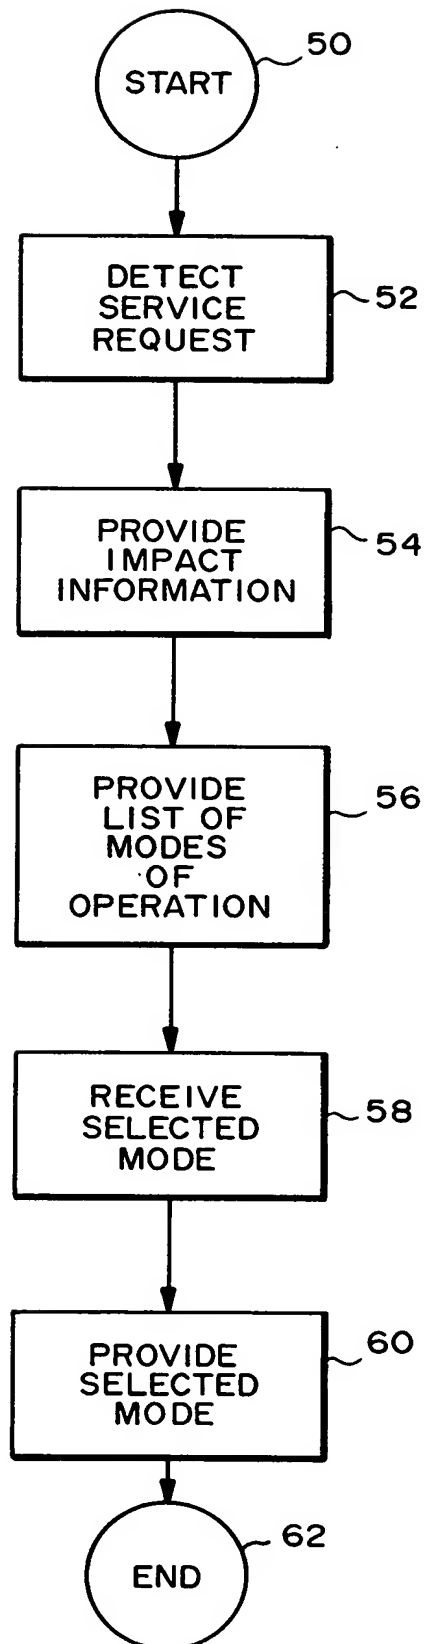 START
50
DETECT
SERVICE
REQUEST
52
PROVIDE
IMPACT
INFORMATION
54
PROVIDE
LIST OF
MODES
OF
OPERATION
56
RECEIVE
SELECTED
MODE
58
PROVIDE
SELECTED
MODE
60
END
62